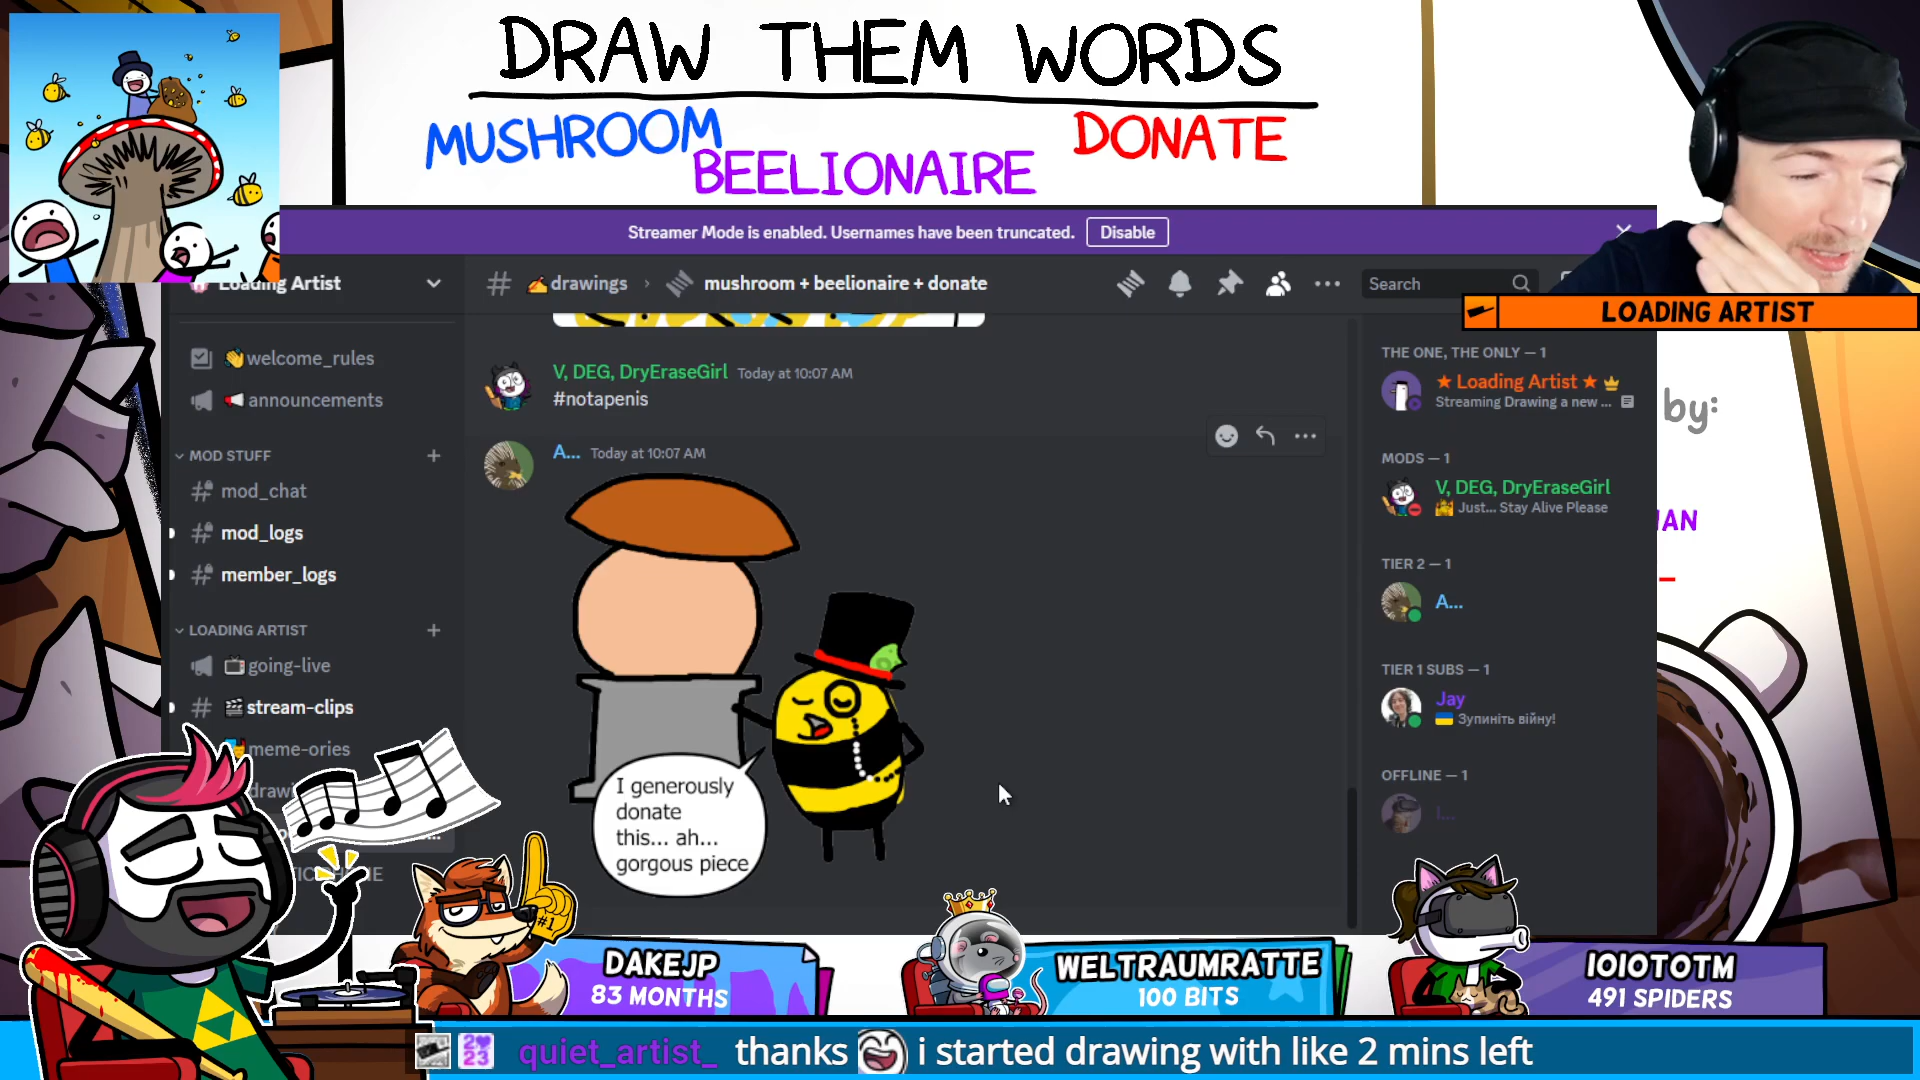 DRAW THEM WORDS
MUSHROOM
BEELIONAIRE
DONATE
Streamer Mode is enabled. Usernames have been truncated.
Disable
Loading Artist
drawings
mushroom + beelionaire + donate
Search
LOADING ARTIST
welcome_rules
announcements
MOD STUFF
mod_chat
mod_logs
member_logs
LOADING ARTIST
going-live
stream-clips
meme-ories
V, DEG, DryEraseGirl Today at 10:07 AM
#notapenis
A... Today at 10:07 AM
I generously
donate
this... ah...
gorgous piece
THE ONE, THE ONLY — 1
★ Loading Artist ★
Streaming Drawing a new ...
MODS — 1
V, DEG, DryEraseGirl
Just... Stay Alive Please
TIER 2 — 1
A...
TIER 1 SUBS — 1
Jay
Зупиніть війну!
OFFLINE — 1
I...
by:
#1
DAKEJP
83 MONTHS
WELTRAUMRATTE
100 BITS
IOIOTOTM
491 SPIDERS
2 23
quiet_artist_ thanks i started drawing with like 2 mins left